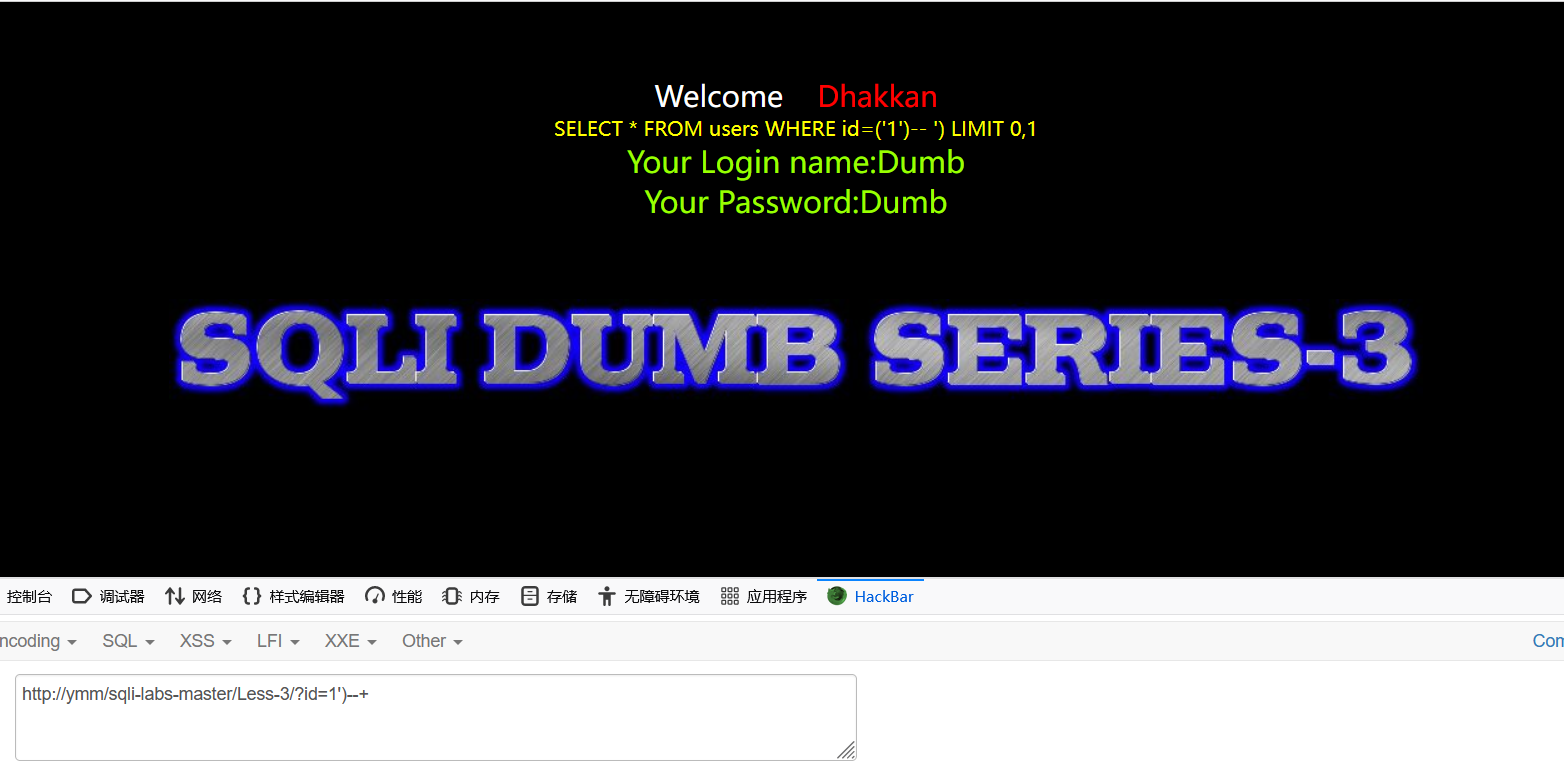 Welcome Dhakkan
SELECT * FROM users WHERE id=('1')-- ') LIMIT 0,1
Your Login name:Dumb
Your Password:Dumb
SQLI DUMB SERIES-3
控制台 调试器 网络 样式编辑器 性能 内存 存储 无障碍环境 应用程序 HackBar
ncoding SQL XSS LFI XXE Other Con
http://ymm/sqli-labs-master/Less-3/?id=1')--+